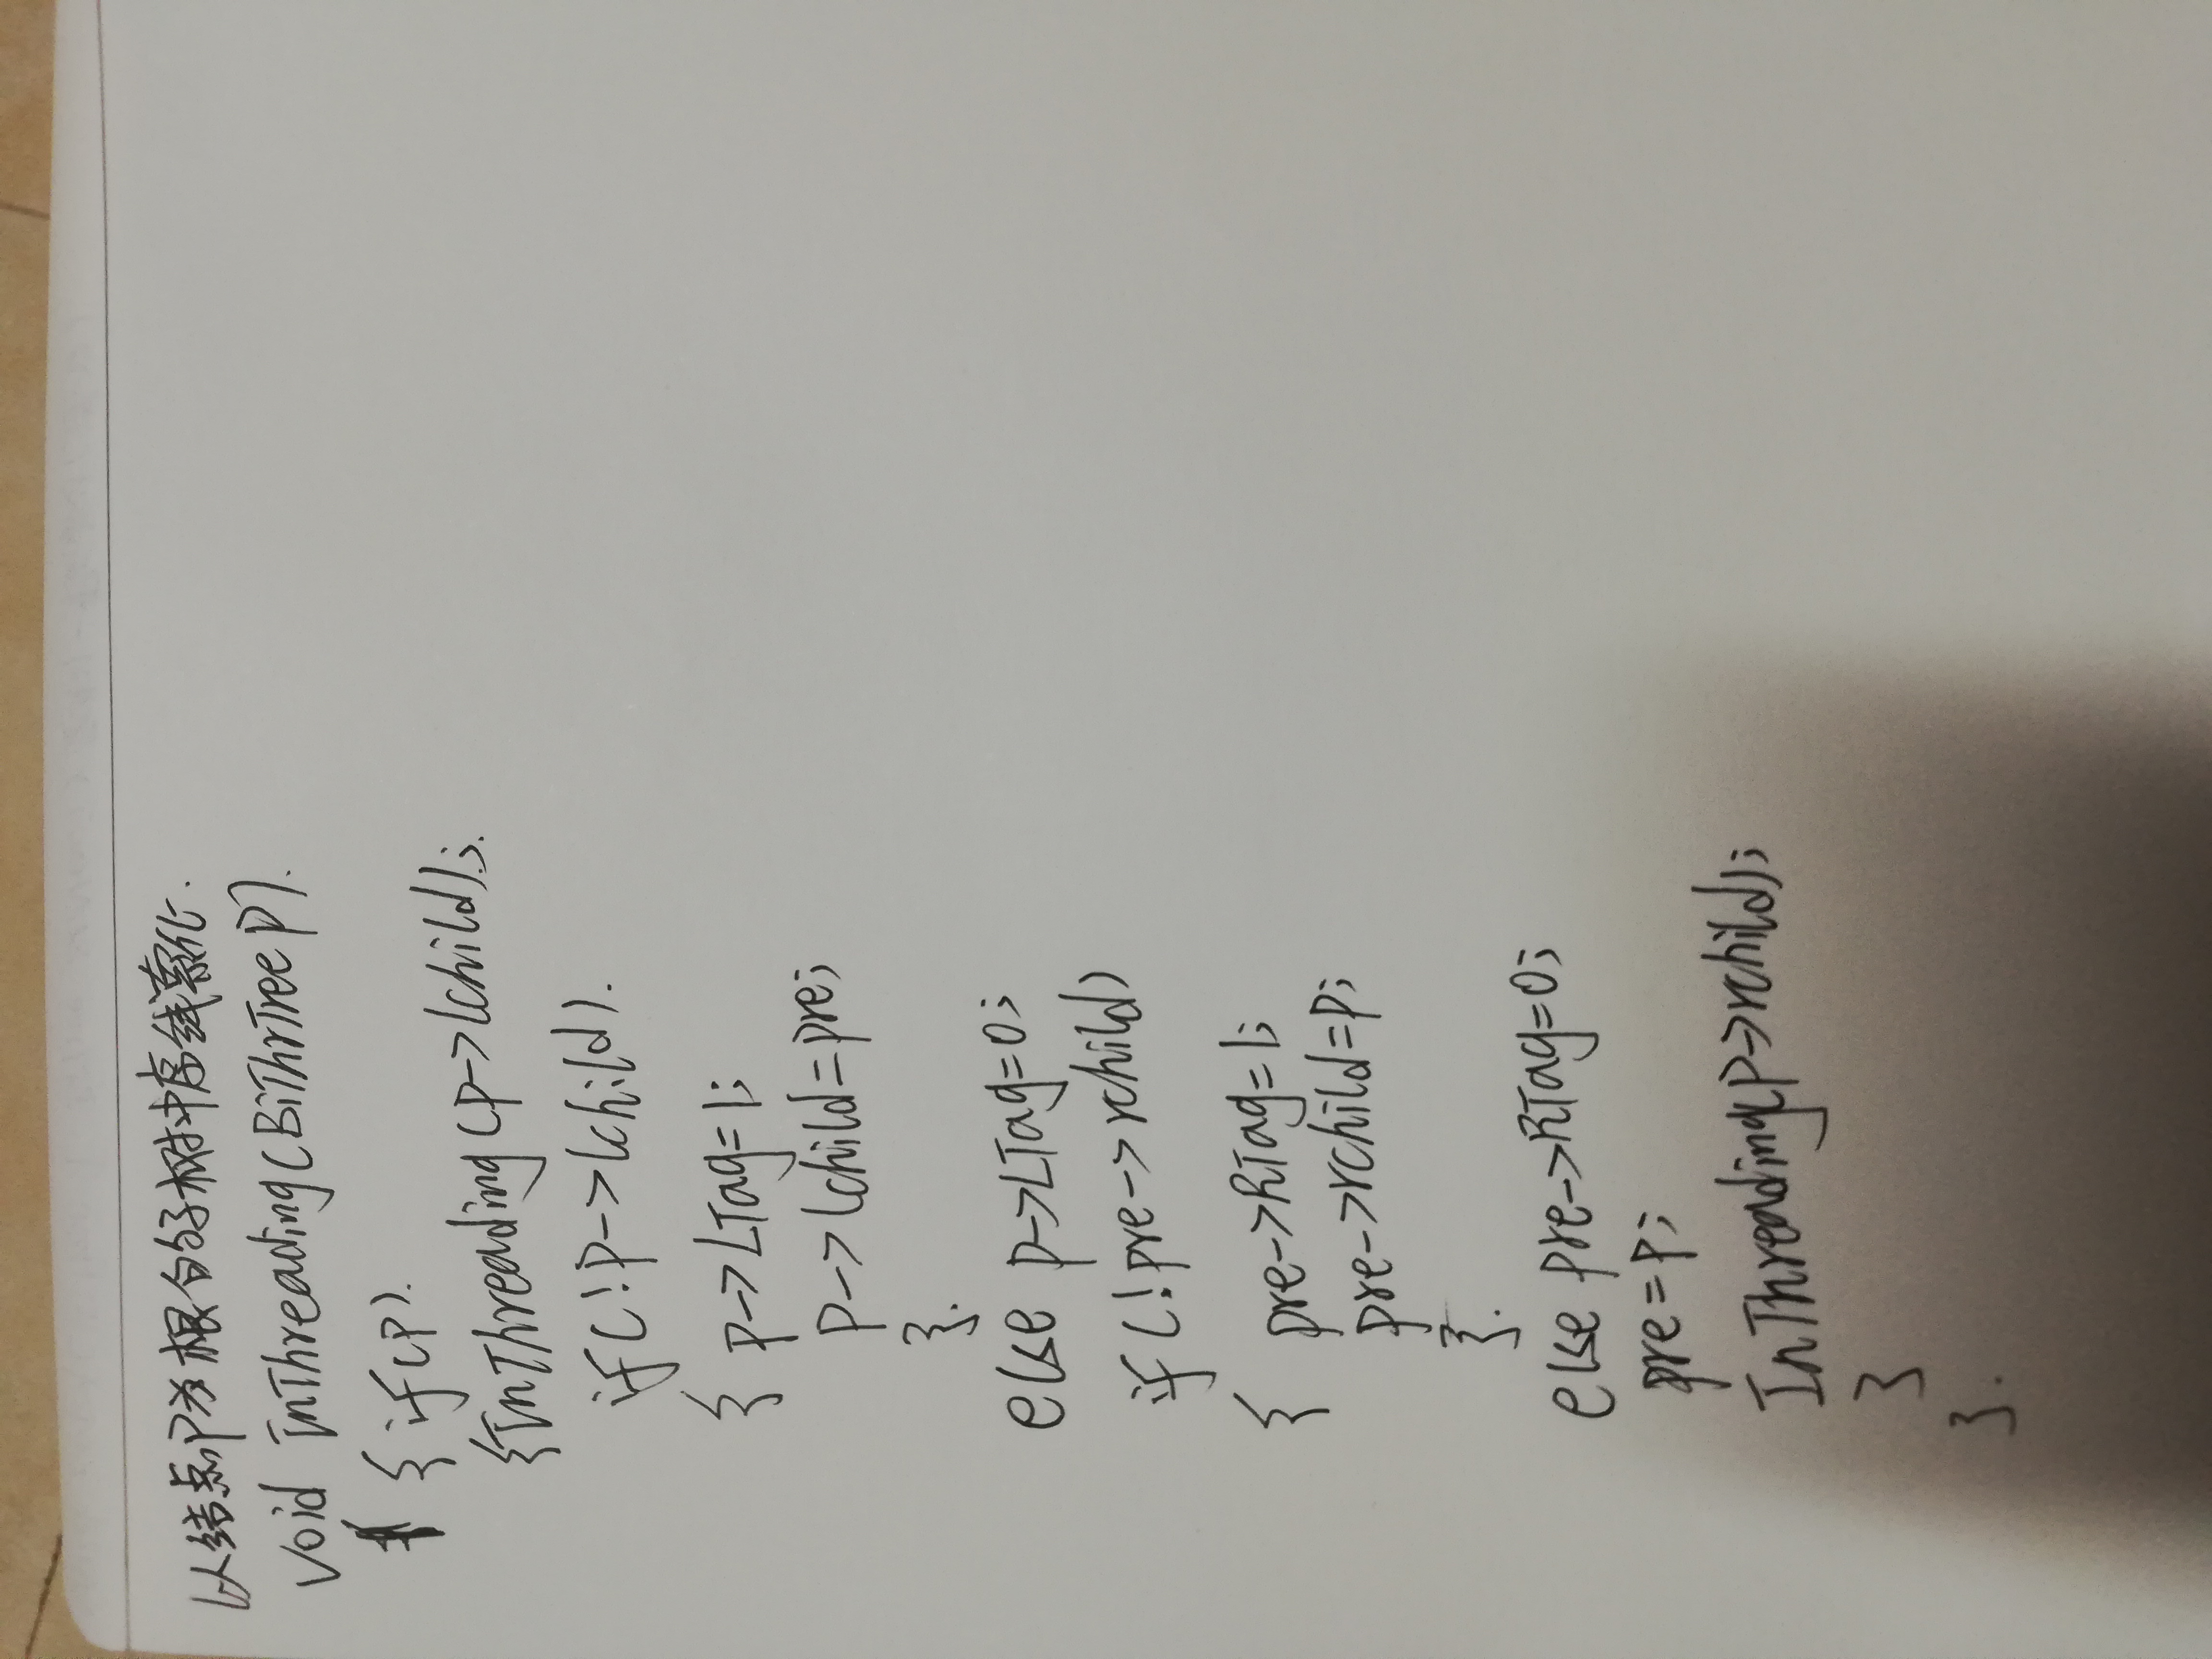 以结点P为根的子树中序线索化.
void InThreading(BiThrTree P).
{ if(P).
{InThreading(P->lchild);.
if(!P->lchild).
{ P->LTag=1;
P->lchild=pre;
}.
else P->LTag=0;
if(!pre->rchild)
{ pre->RTag=1;
pre->rchild=P;
}.
else pre->RTag=0;
pre=P;
InThreading(P->rchild);
}
}.